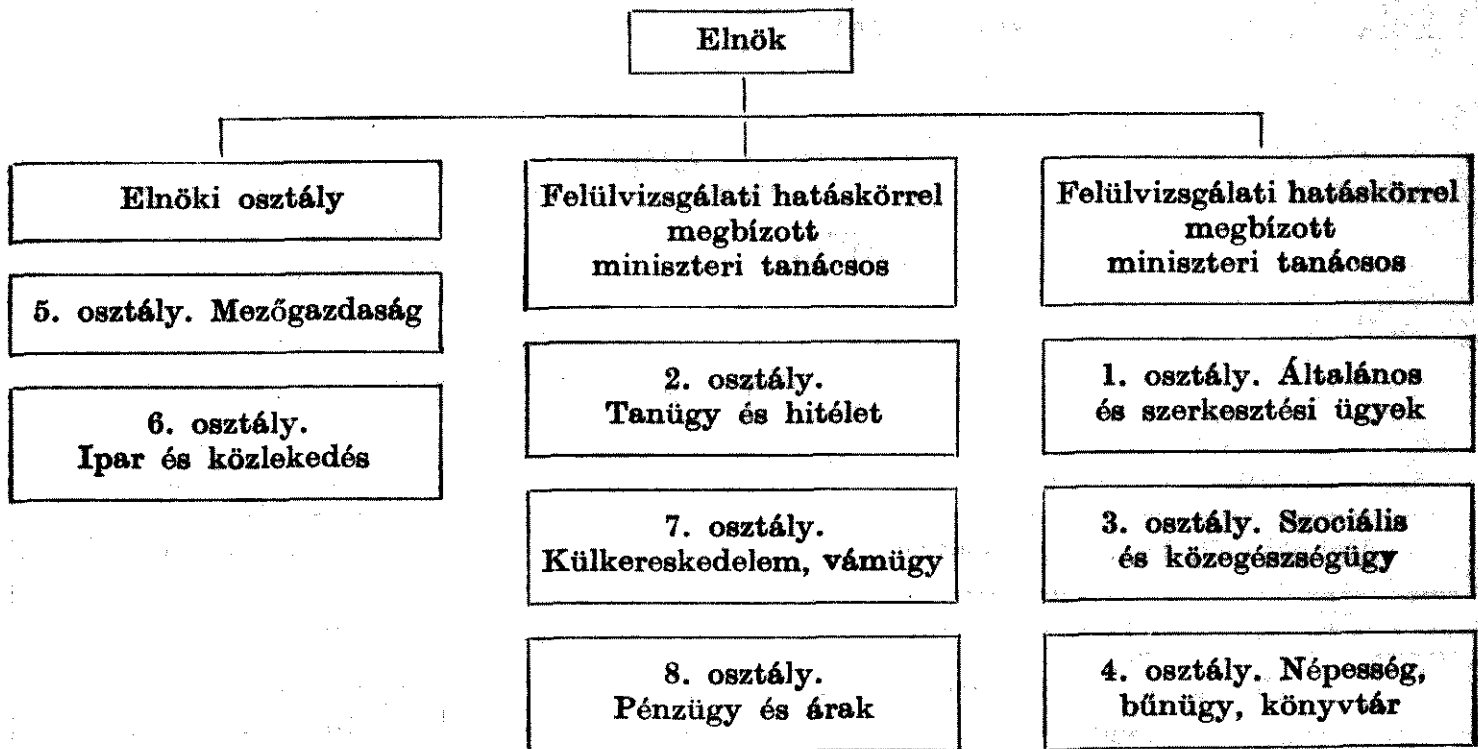 Elnök
Elnöki osztály
5. osztály. Mezőgazdaság
6. osztály.
Ipar és közlekedés
Felülvizsgálati hatáskörrel
megbízott
miniszteri tanácsos
2. osztály.
Tanügy és hitélet
7. osztály.
Külkereskedelem, vámügy
8. osztály.
Pénzügy és árak
Felülvizsgálati hatáskörrel
megbízott
miniszteri tanácsos
1. osztály. Általános
és szerkesztési ügyek
3. osztály. Szociális
és közegészségügy
4. osztály. Népesség,
bűnügy, könyvtár